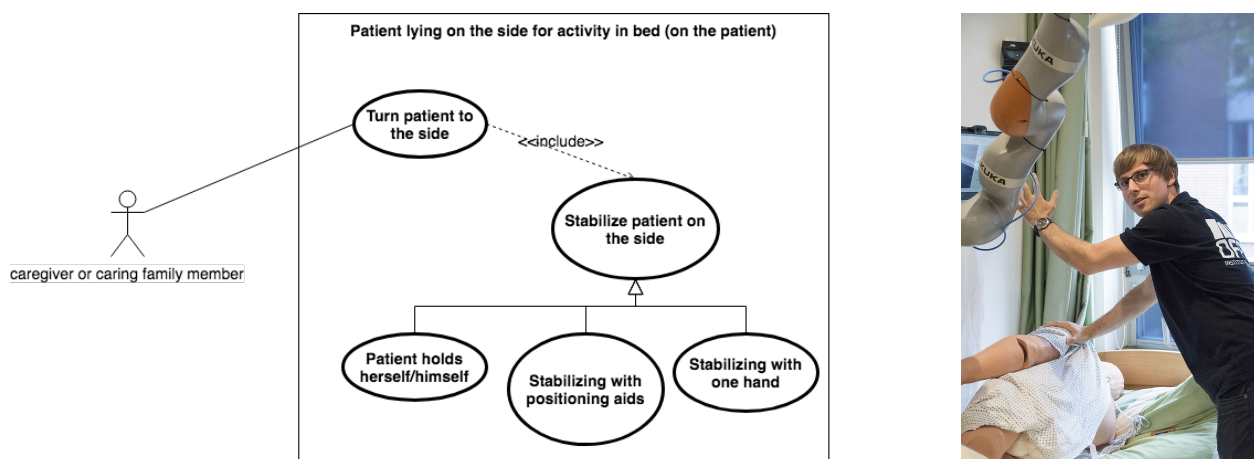 Patient lying on the side for activity in bed (on the patient)
Turn patient to
the side
<<include>>
Stabilize patient on
the side
caregiver or caring family member
Patient holds
herself/himself
Stabilizing with
positioning aids
Stabilizing with
one hand
KUKA
KUKA